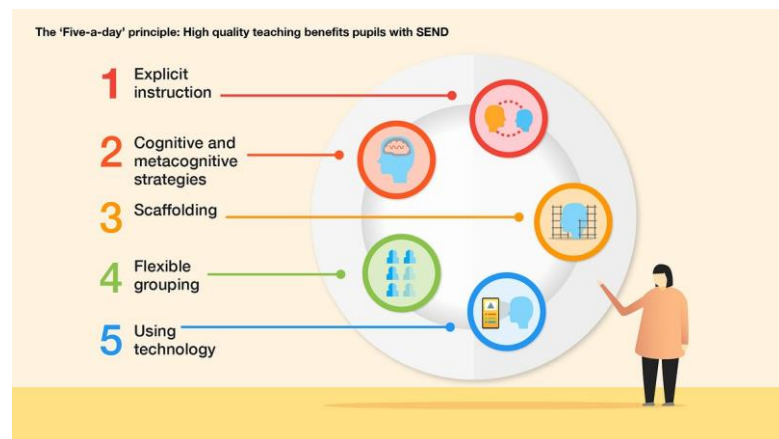 The ‘Five-a-day’ principle: High quality teaching benefits pupils with SEND
1 Explicit
instruction
2 Cognitive and
metacognitive
strategies
3 Scaffolding
4 Flexible
grouping
5 Using
technology